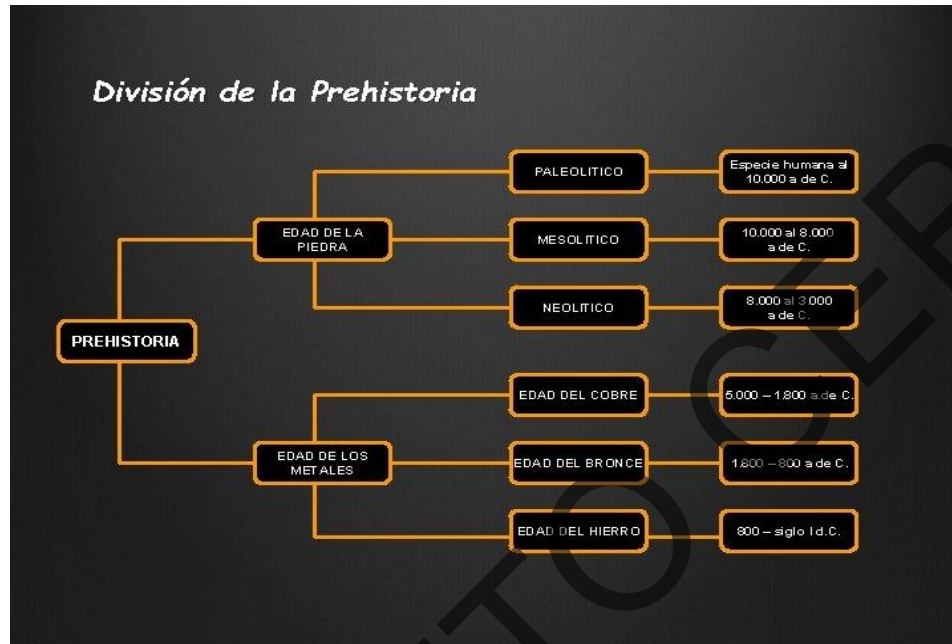 División de la Prehistoria
PREHISTORIA
EDAD DE LA
PIEDRA
PALEOLITICO
Especie humana al
10.000 a de C.
MESOLITICO
10.000 al 8.000
a de C.
NEOLITICO
8.000 al 3.000
a de C.
EDAD DE LOS
METALES
EDAD DEL COBRE
5.000 – 1.800 a.de C.
EDAD DEL BRONCE
1.800 – 800 a de C.
EDAD DEL HIERRO
800 – siglo I d.C.